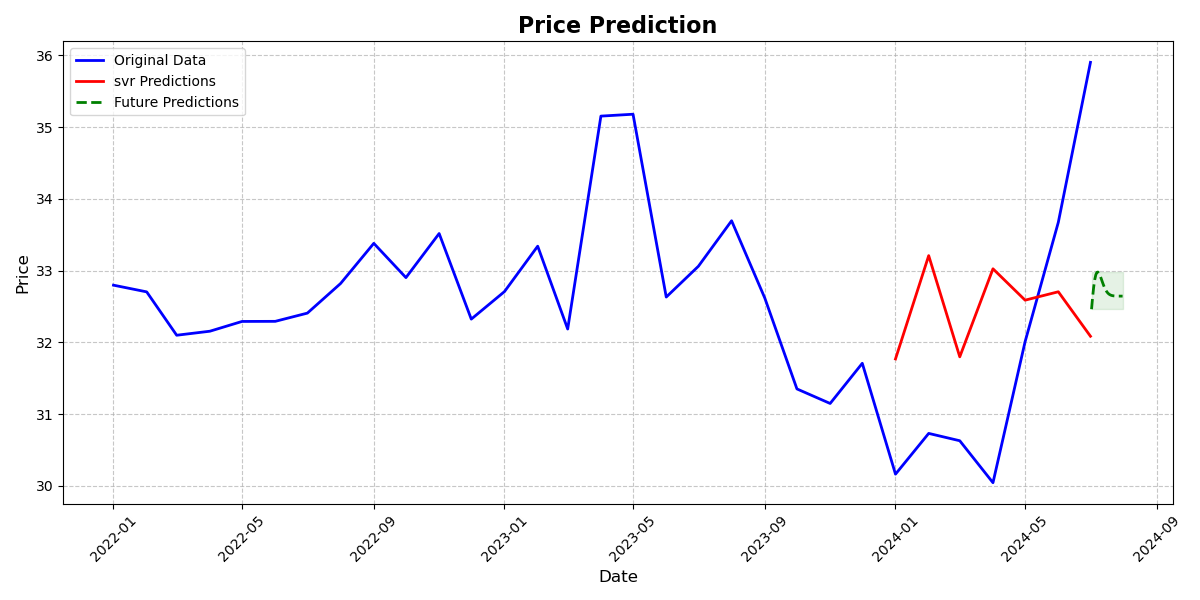 Price Prediction
Original Data
svr Predictions
Future Predictions
Price
36
35
34
33
32
31
30
2022-01
2022-05
2022-09
2023-01
2023-05
2023-09
2024-01
2024-05
2024-09
Date